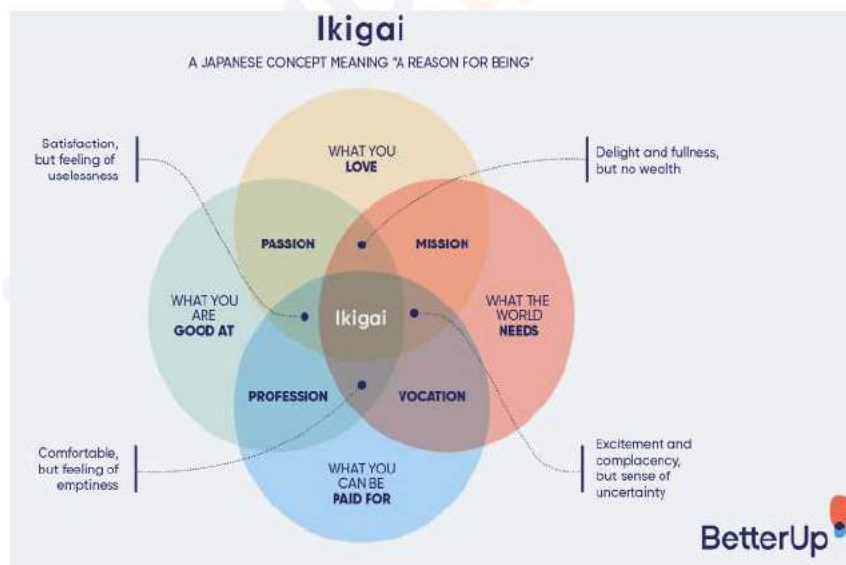 Ikigai
A JAPANESE CONCEPT MEANING "A REASON FOR BEING"
Satisfaction,
but feeling of
uselessness
WHAT YOU
LOVE
Delight and fullness,
but no wealth
PASSION
MISSION
WHAT YOU
ARE
GOOD AT
Ikigai
WHAT THE
WORLD
NEEDS
PROFESSION
VOCATION
Comfortable,
but feeling of
emptiness
WHAT YOU
CAN BE
PAID FOR
Excitement and
complacency,
but sense of
uncertainty
BetterUp